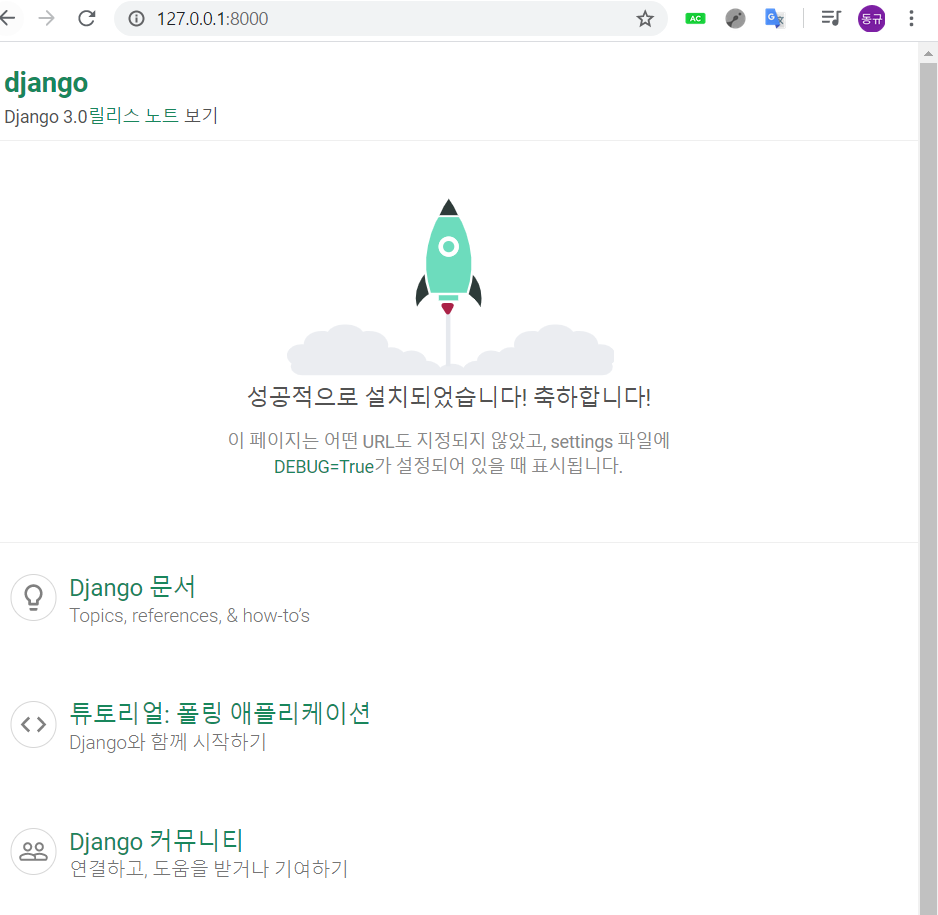 127.0.0.1:8000
AC
동규
django
Django 3.0릴리스 노트 보기
성공적으로 설치되었습니다! 축하합니다!
이 페이지는 어떤 URL도 지정되지 않았고, settings 파일에
DEBUG=True가 설정되어 있을 때 표시됩니다.
Django 문서
Topics, references, & how-to’s
튜토리얼: 폴링 애플리케이션
Django와 함께 시작하기
Django 커뮤니티
연결하고, 도움을 받거나 기여하기